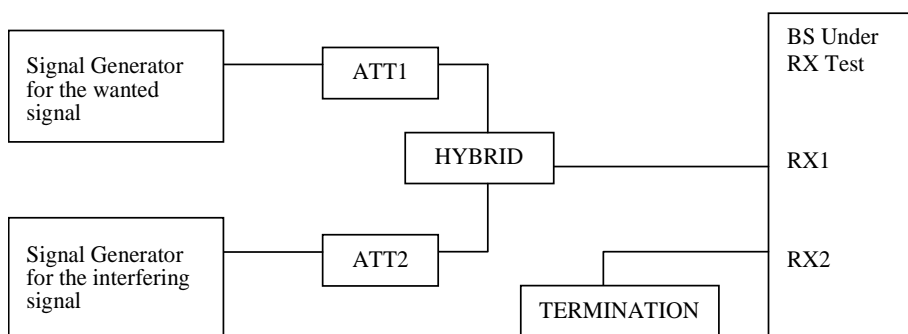 Signal Generator
for the wanted
signal
ATT1
HYBRID
Signal Generator
for the interfering
signal
ATT2
BS Under
RX Test
RX1
RX2
TERMINATION